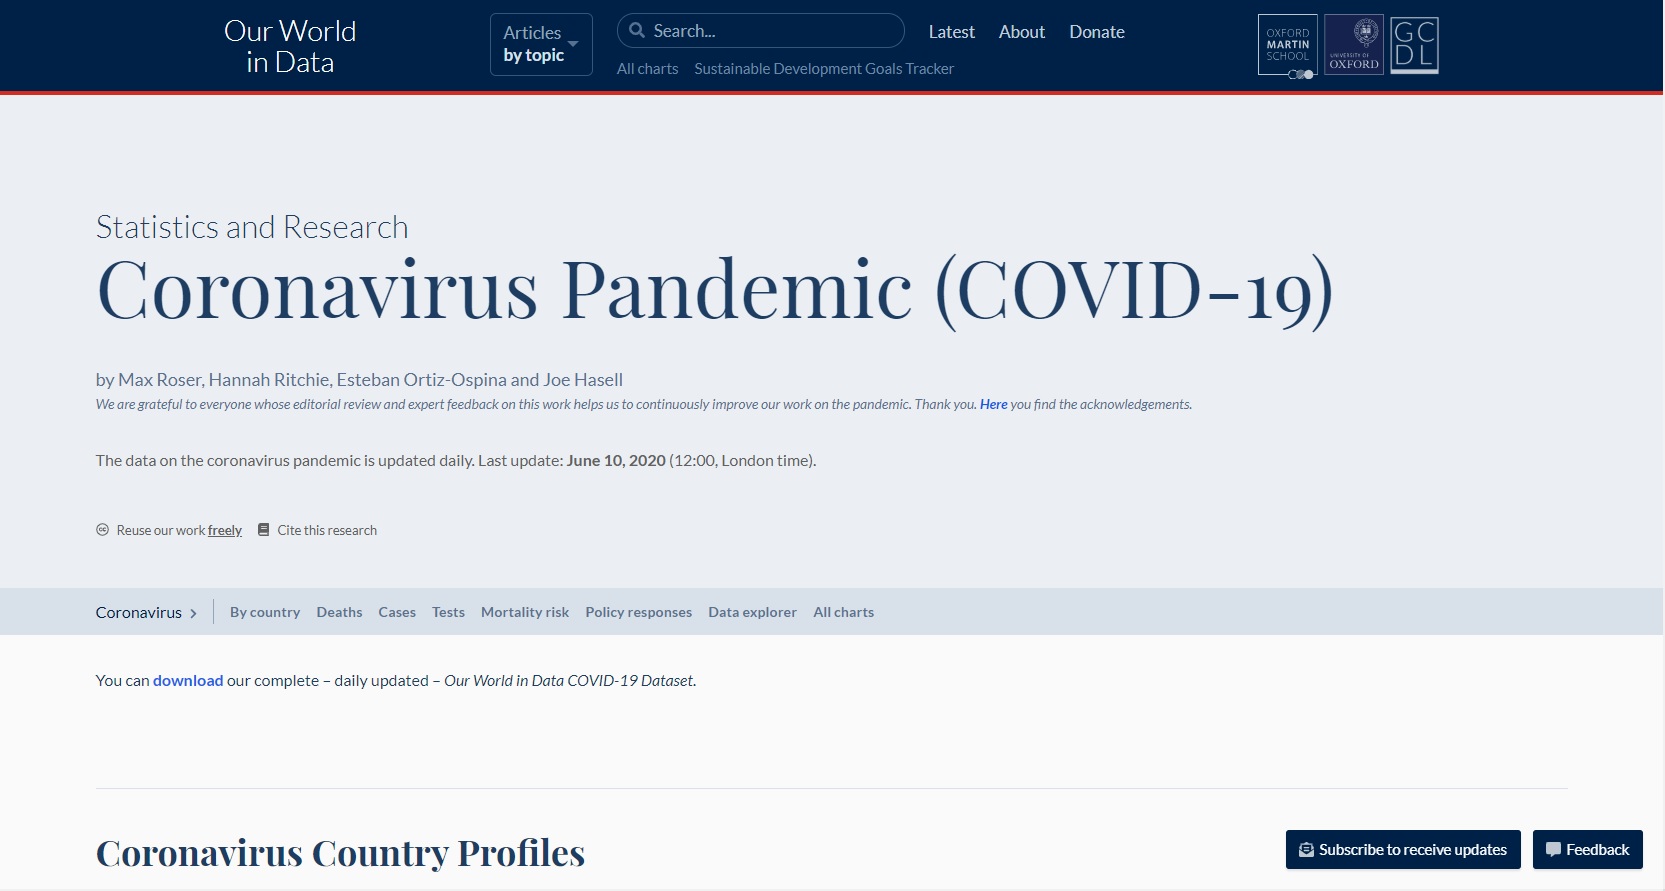 Our World
in Data
Articles
by topic
Search...
Latest
About
Donate
All charts
Sustainable Development Goals Tracker
OXFORD
MARTIN
SCHOOL
UNIVERSITY OF
OXFORD
GC
DL
Statistics and Research
Coronavirus Pandemic (COVID-19)
by Max Roser, Hannah Ritchie, Esteban Ortiz-Ospina and Joe Hasell
We are grateful to everyone whose editorial review and expert feedback on this work helps us to continuously improve our work on the pandemic. Thank you. Here you find the acknowledgements.
The data on the coronavirus pandemic is updated daily. Last update: June 10, 2020 (12:00, London time).
Reuse our work freely
Cite this research
Coronavirus >
By country
Deaths
Cases
Tests
Mortality risk
Policy responses
Data explorer
All charts
You can download our complete – daily updated – Our World in Data COVID-19 Dataset.
Coronavirus Country Profiles
Subscribe to receive updates
Feedback